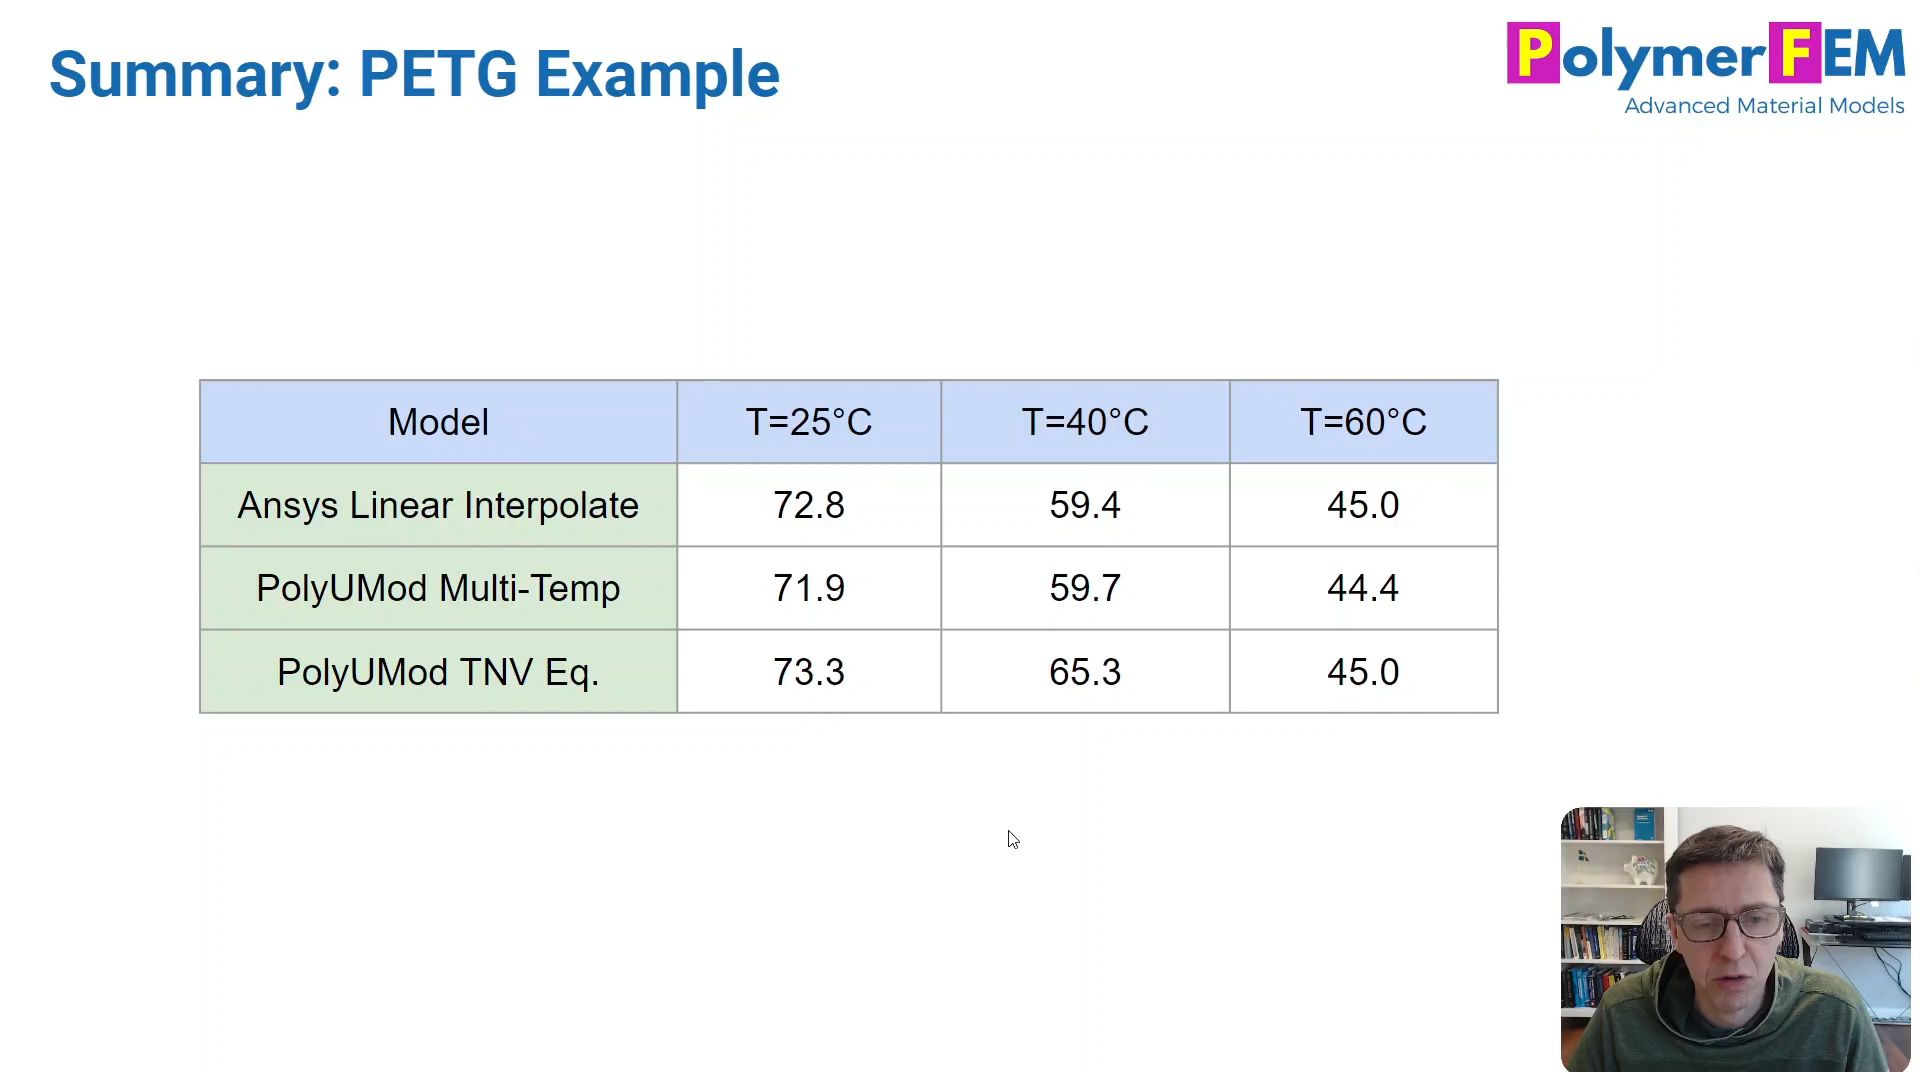 Summary: PETG Example
PolymerFEM
Advanced Material Models
Model T=25°C T=40°C T=60°C
Ansys Linear Interpolate 72.8 59.4 45.0
PolyUMod Multi-Temp 71.9 59.7 44.4
PolyUMod TNV Eq. 73.3 65.3 45.0